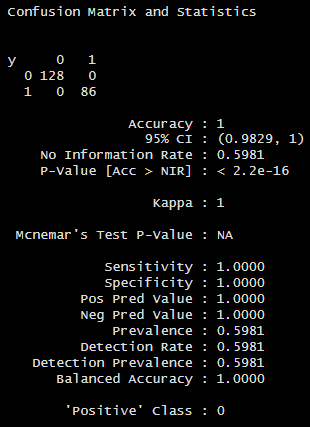 Confusion Matrix and Statistics
y 0 1
0 128 0
1 0 86
Accuracy : 1
95% CI : (0.9829, 1)
No Information Rate : 0.5981
P-Value [Acc > NIR] : < 2.2e-16
Kappa : 1
Mcnemar's Test P-Value : NA
Sensitivity : 1.0000
Specificity : 1.0000
Pos Pred Value : 1.0000
Neg Pred Value : 1.0000
Prevalence : 0.5981
Detection Rate : 0.5981
Detection Prevalence : 0.5981
Balanced Accuracy : 1.0000
'Positive' Class : 0